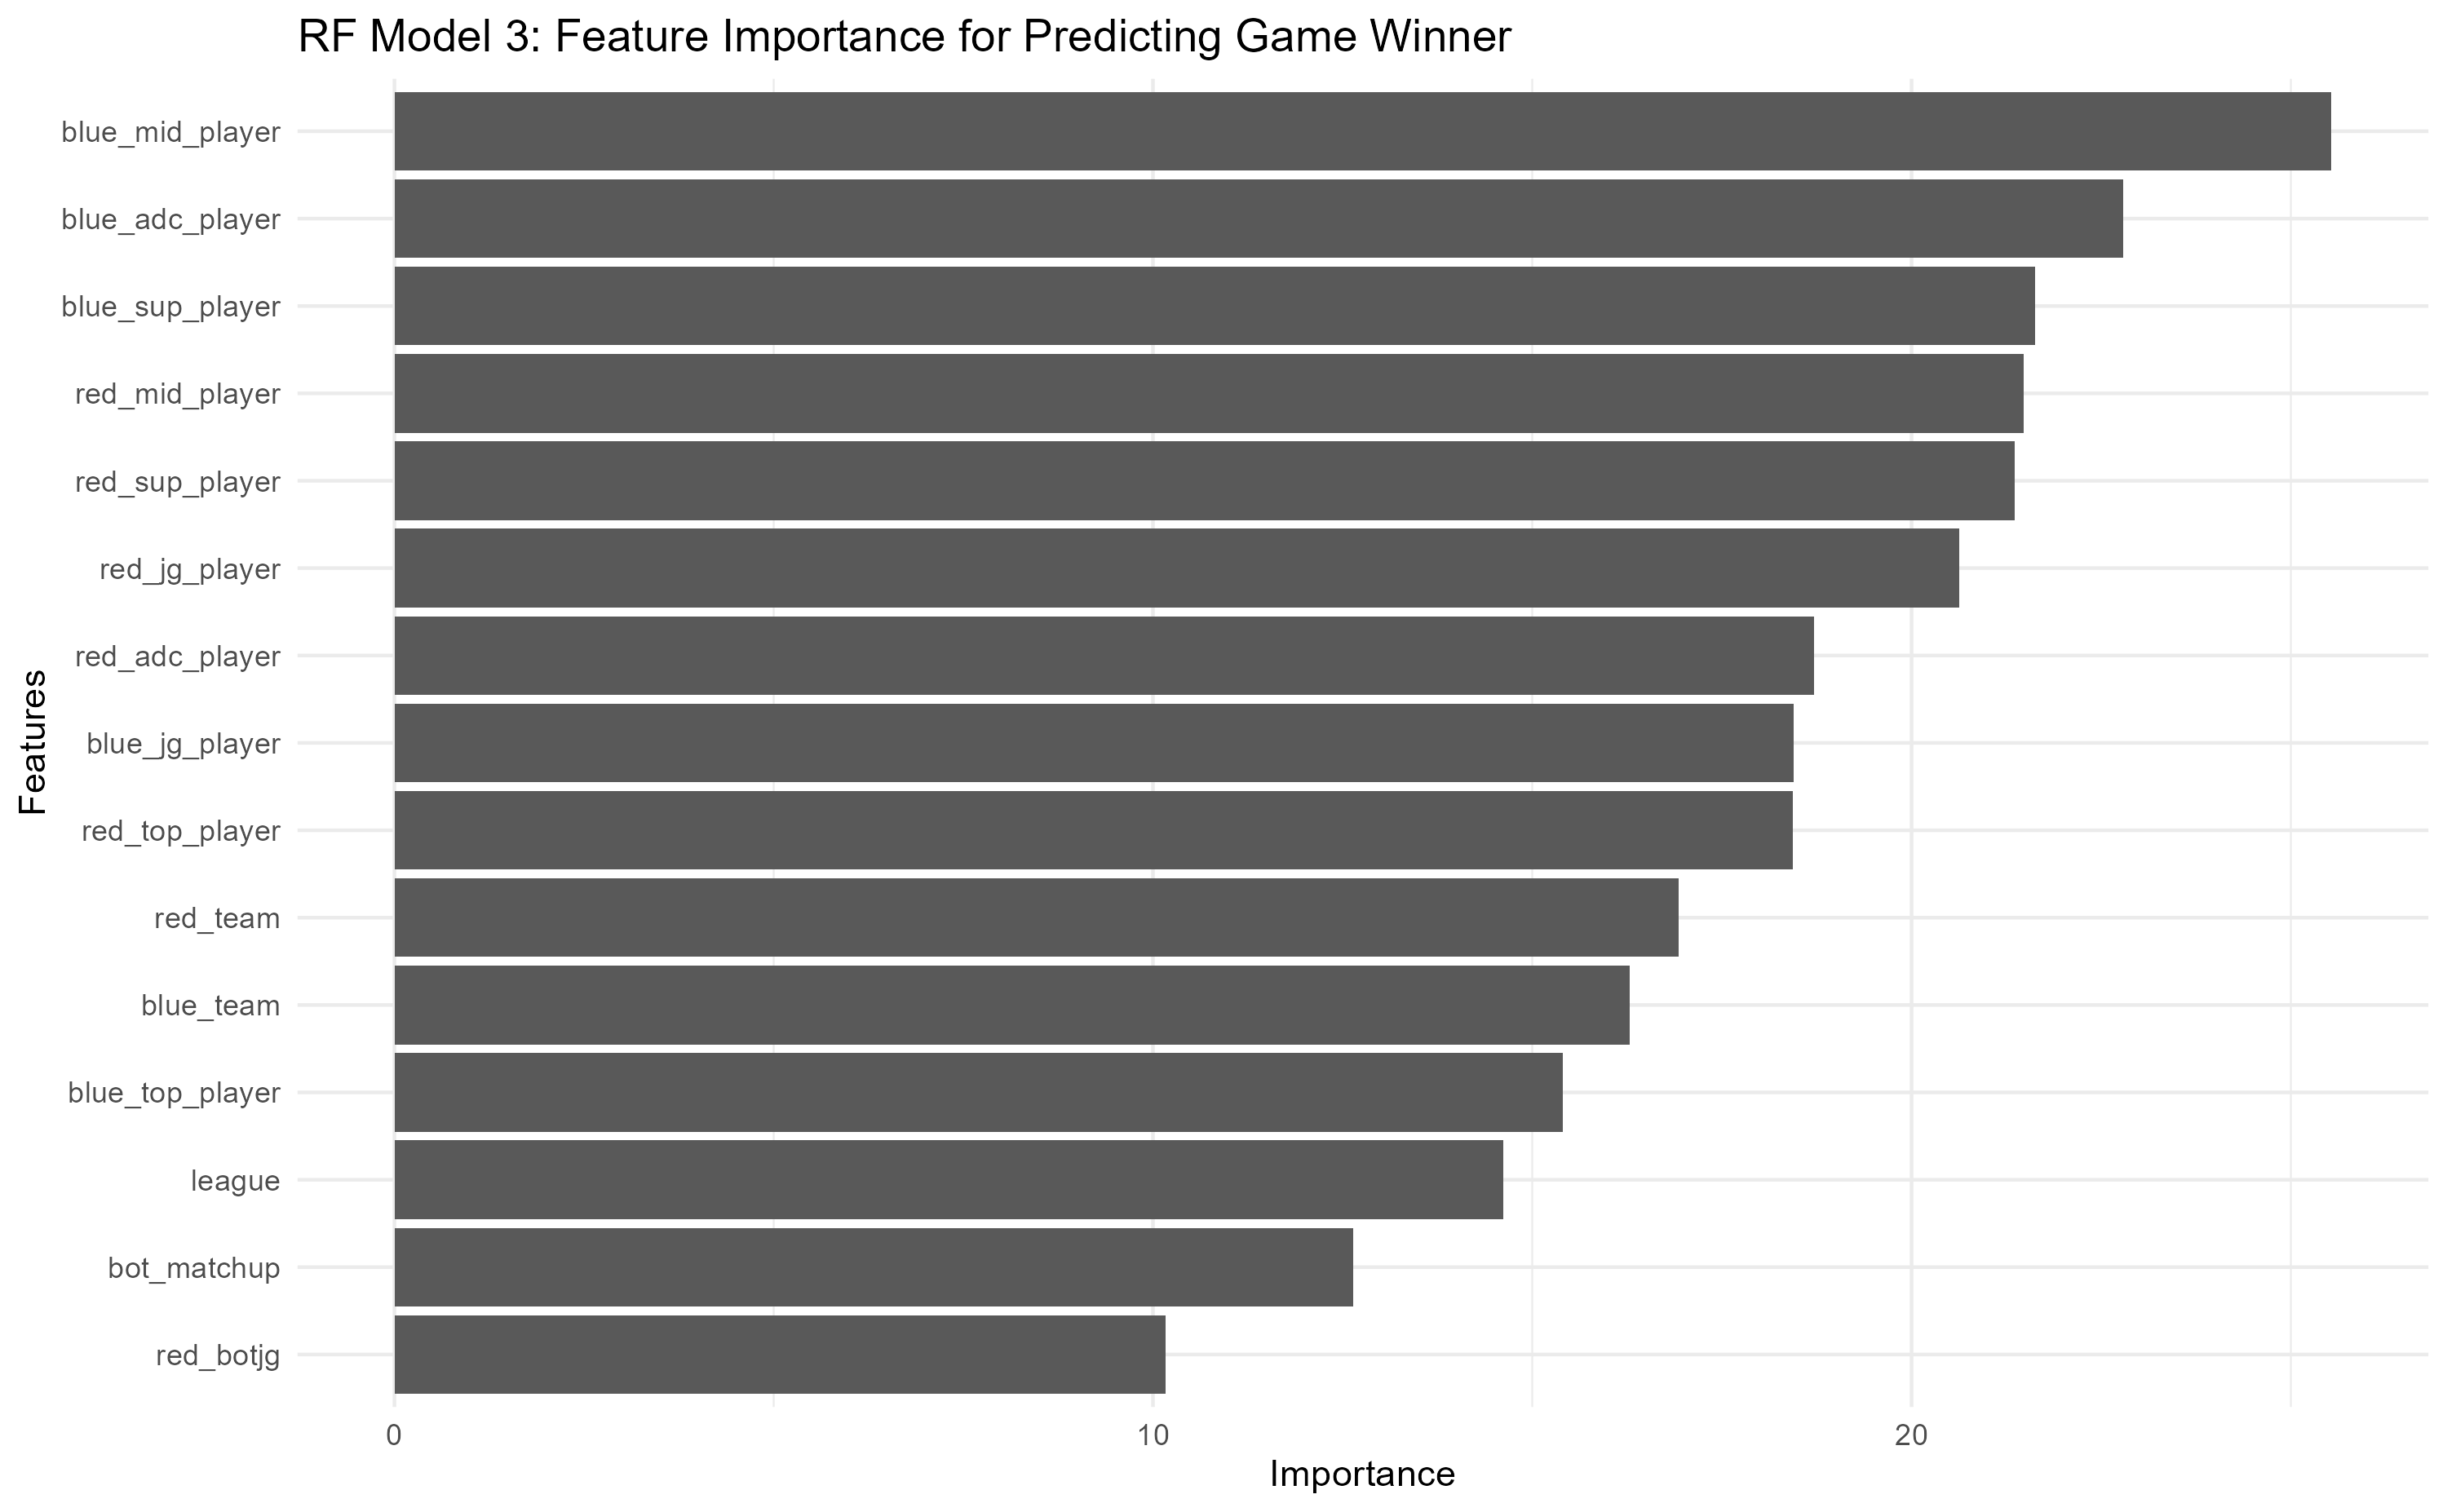 RF Model 3: Feature Importance for Predicting Game Winner
Features
blue_mid_player
blue_adc_player
blue_sup_player
red_mid_player
red_sup_player
red_jg_player
red_adc_player
blue_jg_player
red_top_player
red_team
blue_team
blue_top_player
league
bot_matchup
red_botjg
0 10 20
Importance